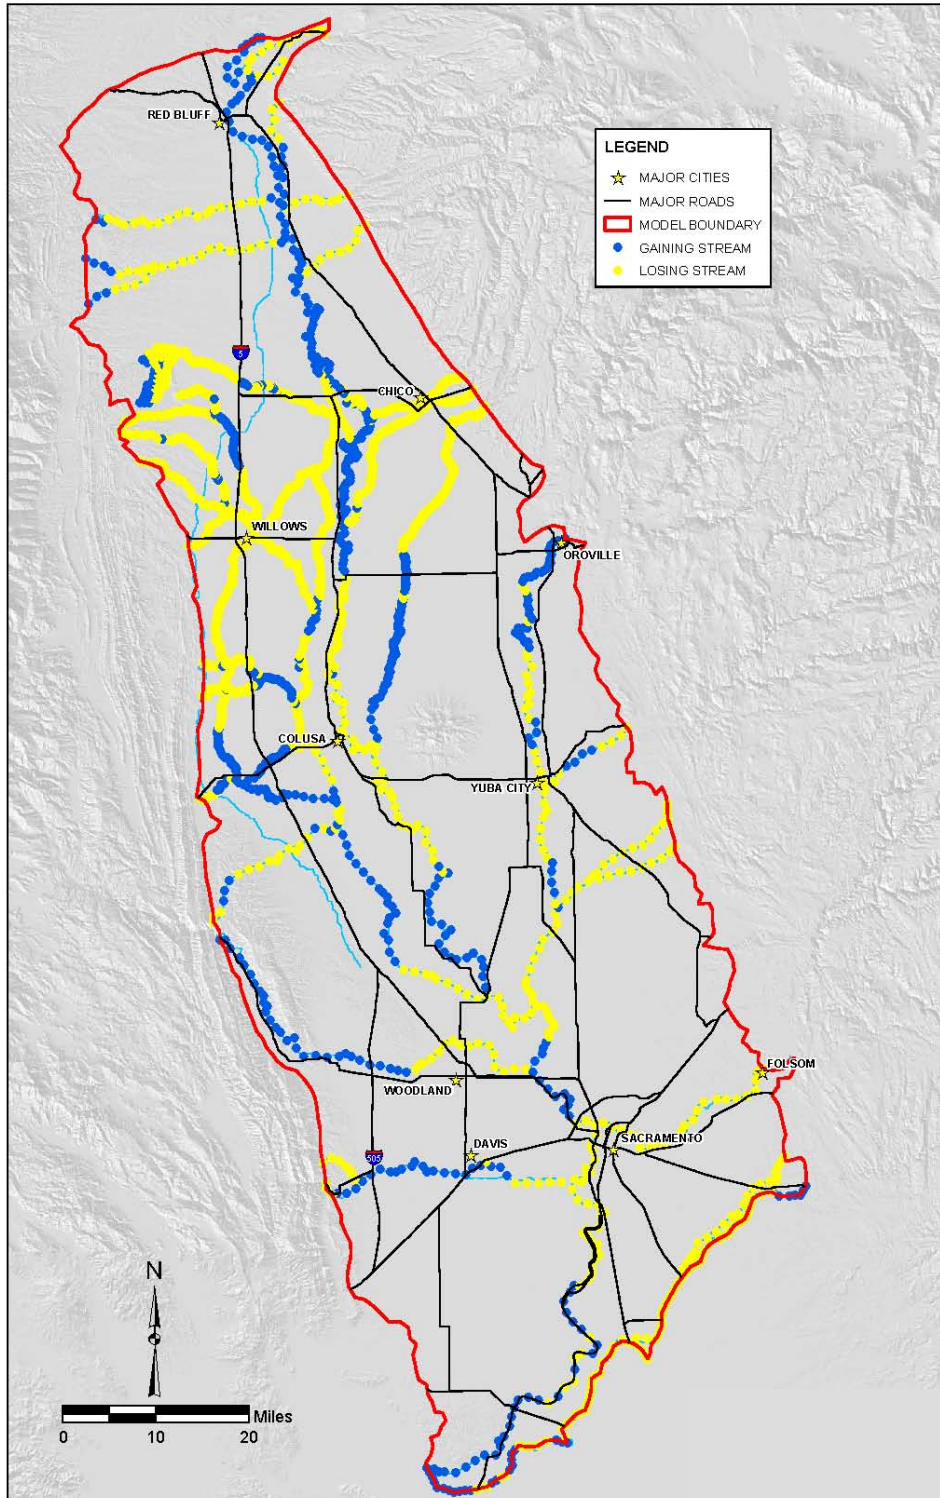 RED BLUFF
LEGEND
MAJOR CITIES
MAJOR ROADS
MODEL BOUNDARY
GAINING STREAM
LOSING STREAM
5
CHICO
WILLOWS
OROVILLE
COLUSA
YUBA CITY
FOLSOM
WOODLAND
SACRAMENTO
DAVIS
505
N
Miles
0 10 20